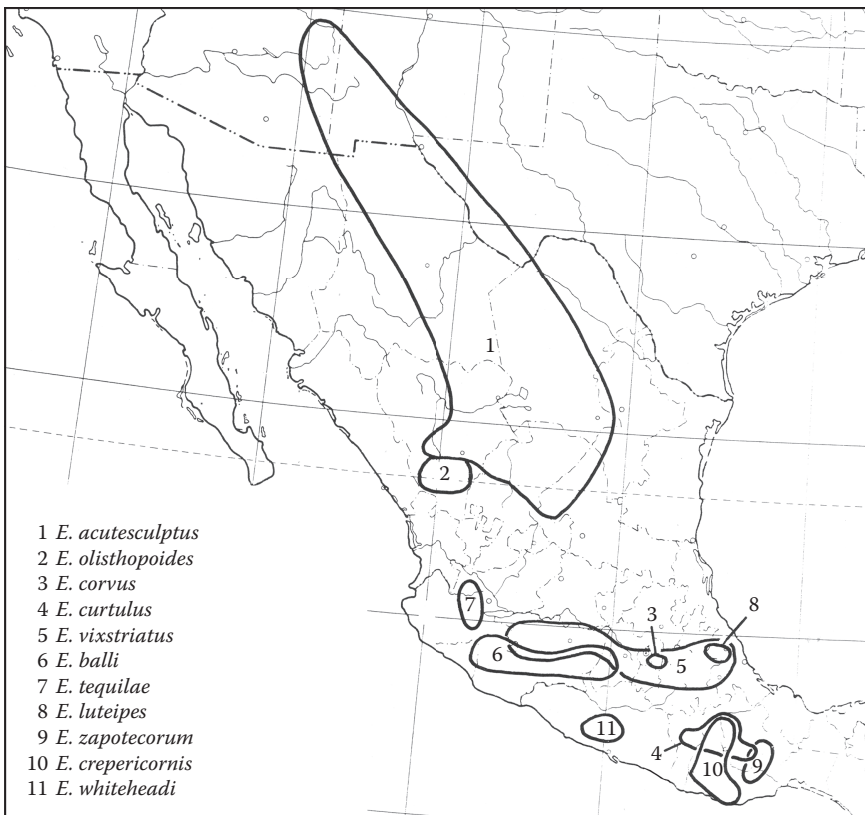 1
2
7
3
8
6
5
11
4
10
9
1 E. acutesculptus
2 E. olisthopoides
3 E. corvus
4 E. curtulus
5 E. vixstriatus
6 E. balli
7 E. tequilae
8 E. luteipes
9 E. zapotecorum
10 E. crepericornis
11 E. whiteheadi